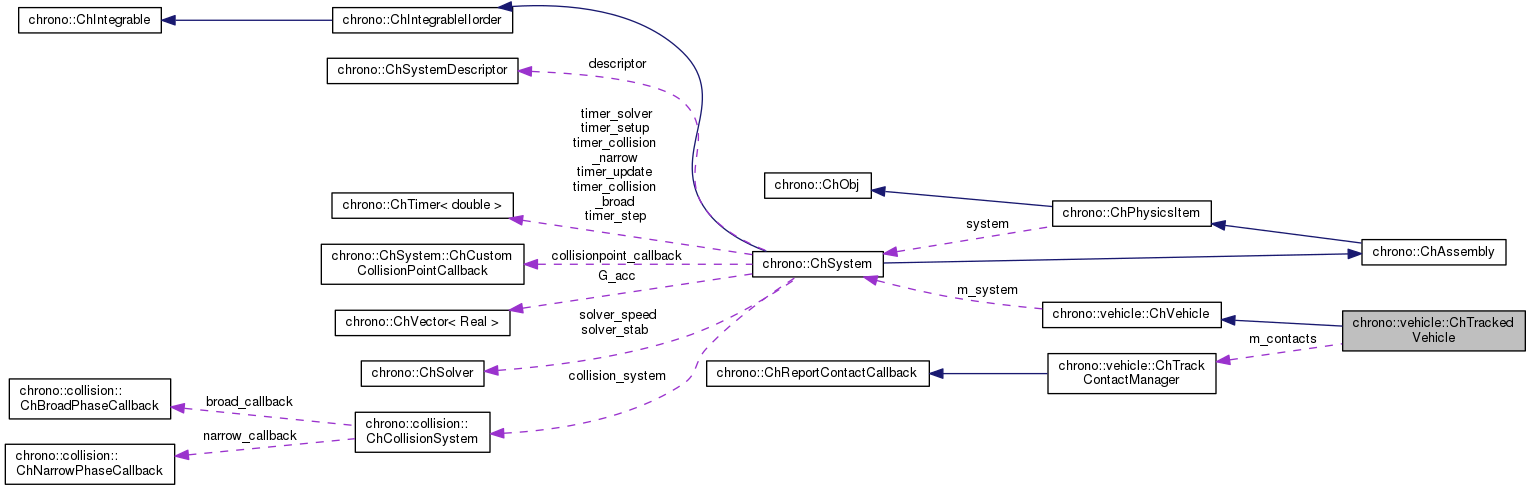 chrono::ChIntegrable
chrono::ChIntegrableIIorder
chrono::ChSystemDescriptor
descriptor
timer_solver
timer_setup
timer_collision
_narrow
timer_update
timer_collision
_broad
timer_step
chrono::ChTimer< double >
chrono::ChObj
chrono::ChPhysicsItem
system
chrono::ChAssembly
chrono::ChSystem::ChCustom
CollisionPointCallback
collisionpoint_callback
chrono::ChSystem
G_acc
chrono::ChVector< Real >
m_system
chrono::vehicle::ChVehicle
chrono::vehicle::ChTracked
Vehicle
solver_speed
solver_stab
m_contacts
chrono::ChSolver
collision_system
chrono::ChReportContactCallback
chrono::vehicle::ChTrack
ContactManager
chrono::collision::
ChBroadPhaseCallback
broad_callback
chrono::collision::
ChCollisionSystem
narrow_callback
chrono::collision::
ChNarrowPhaseCallback